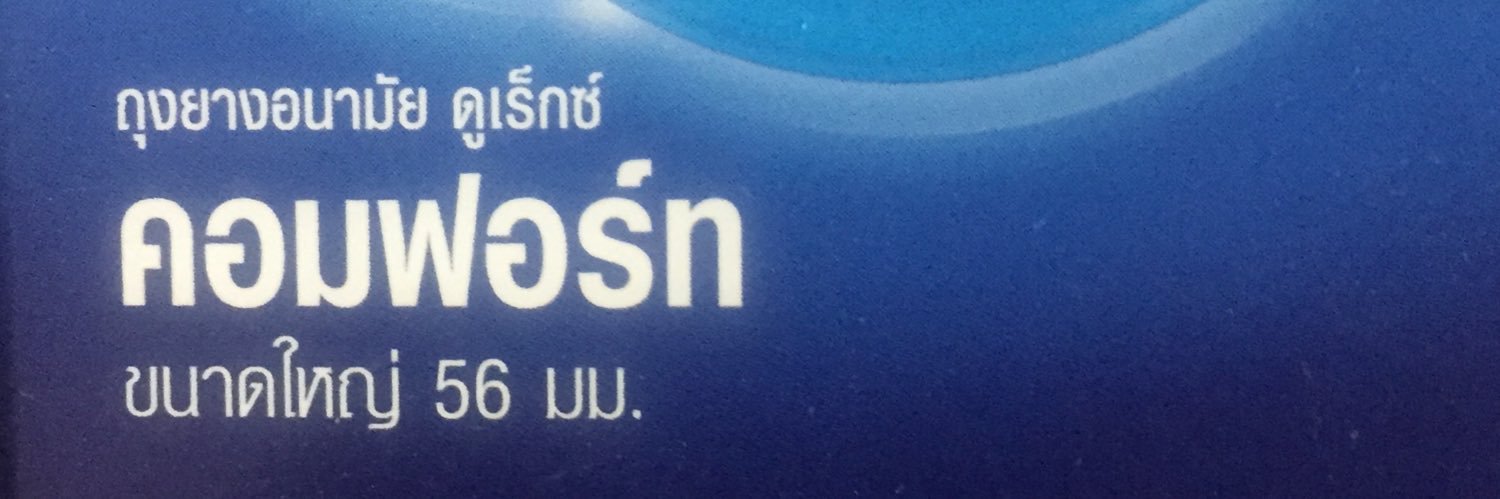 ถุงยางอนามัย ดูเร็กซ์
คอมฟอร์ท
ขนาดใหญ่ 56 มม.